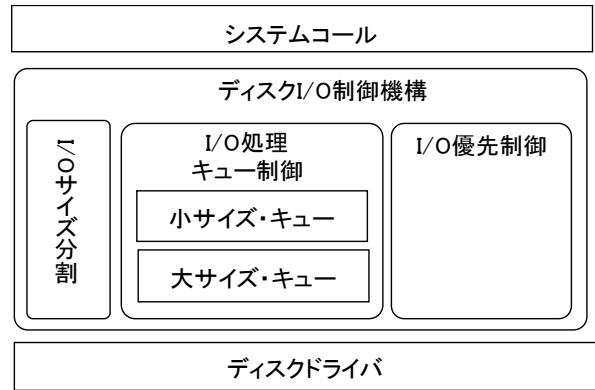 システムコール
ディスクI/O制御機構
I/Oサイズ分割
I/O処理
キュー制御
小サイズ・キュー
大サイズ・キュー
I/O優先制御
ディスクドライバ